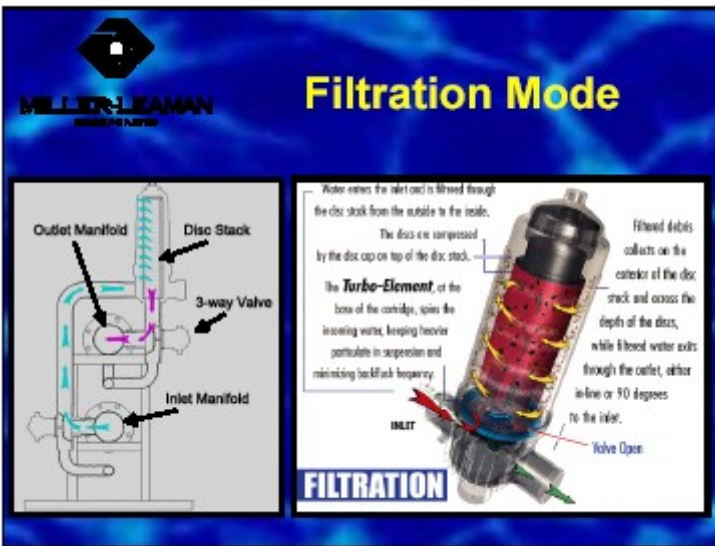 MILLER-LEAMAN
Filtration Mode
Outlet Manifold
Disc Stack
3-way Valve
Inlet Manifold
Water enters the inlet and is filtered through
the disc stack from the outside to the inside.
The discs are compressed
by the disc cap on top of the disc stack.
The Turbo-Element, at the
base of the cartridge, spins the
incoming water, keeping heavier
particulate in suspension and
minimizing backflush frequency.
INLET
Filtered debris
collects on the
exterior of the disc
stack and across the
depth of the discs,
while filtered water exits
through the outlet, either
in-line or 90 degrees
to the inlet.
Valve Open
FILTRATION